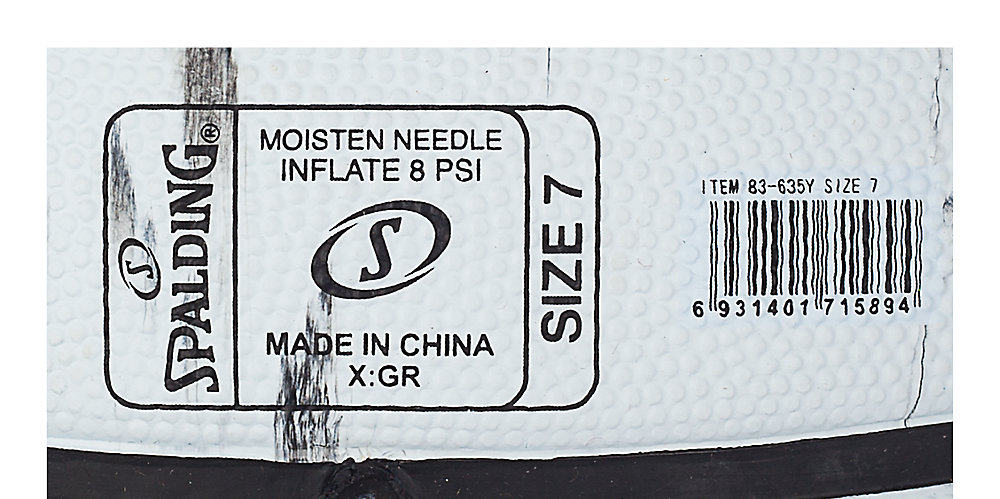 SPALDING®
S
MOISTEN NEEDLE
INFLATE 8 PSI
S
MADE IN CHINA
X:GR
SIZE 7
ITEM 83-635Y SIZE 7
6 931401 715894